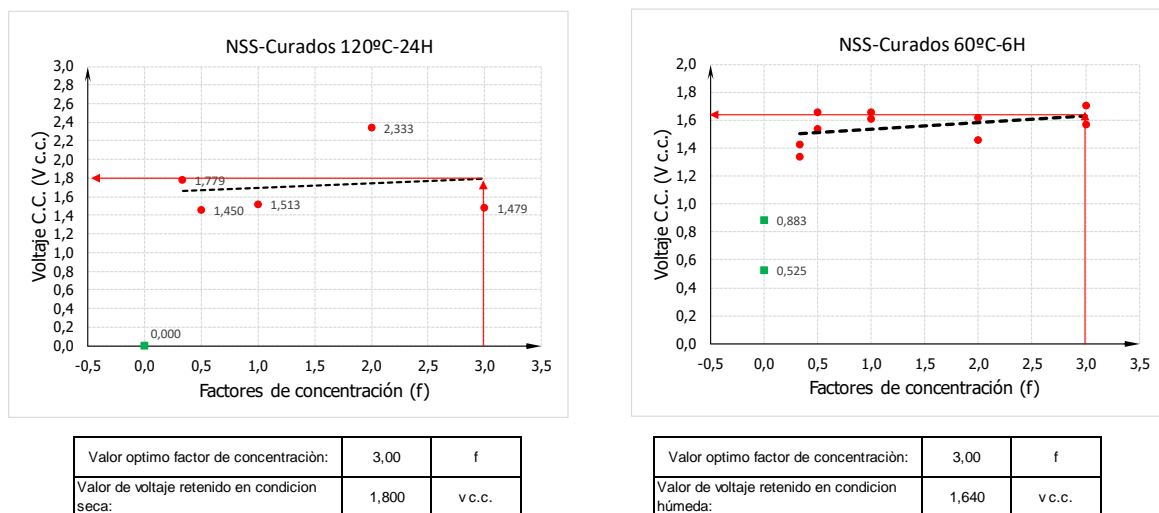 NSS-Curados 120ºC-24H
Voltaje C.C. (V c.c.)
3,0
2,8
2,6
2,4
2,2
2,0
1,8
1,6
1,4
1,2
1,0
0,8
0,6
0,4
0,2
0,0
2,333
1,779
1,450
1,513
1,479
0,000
-0,5 0,0 0,5 1,0 1,5 2,0 2,5 3,0 3,5
Factores de concentración (f)
Valor optimo factor de concentraciòn: 3,00 f
Valor de voltaje retenido en condicion
seca: 1,800 v c.c.
NSS-Curados 60ºC-6H
Voltaje C.C. (V c.c.)
2,0
1,8
1,6
1,4
1,2
1,0
0,8
0,6
0,4
0,2
0,0
0,883
0,525
-0,5 0,0 0,5 1,0 1,5 2,0 2,5 3,0 3,5
Factores de concentración (f)
Valor optimo factor de concentraciòn: 3,00 f
Valor de voltaje retenido en condicion
húmeda: 1,640 v c.c.